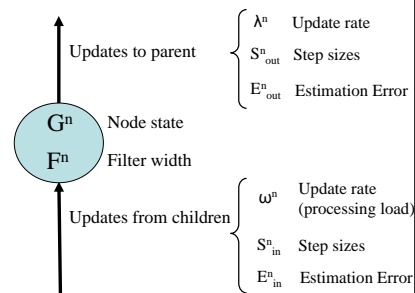 λⁿ Update rate
Updates to parent
Sⁿout Step sizes
Eⁿout Estimation Error
Gⁿ Node state
Fⁿ Filter width
ωⁿ Update rate
(processing load)
Updates from children
Sⁿin Step sizes
Eⁿin Estimation Error